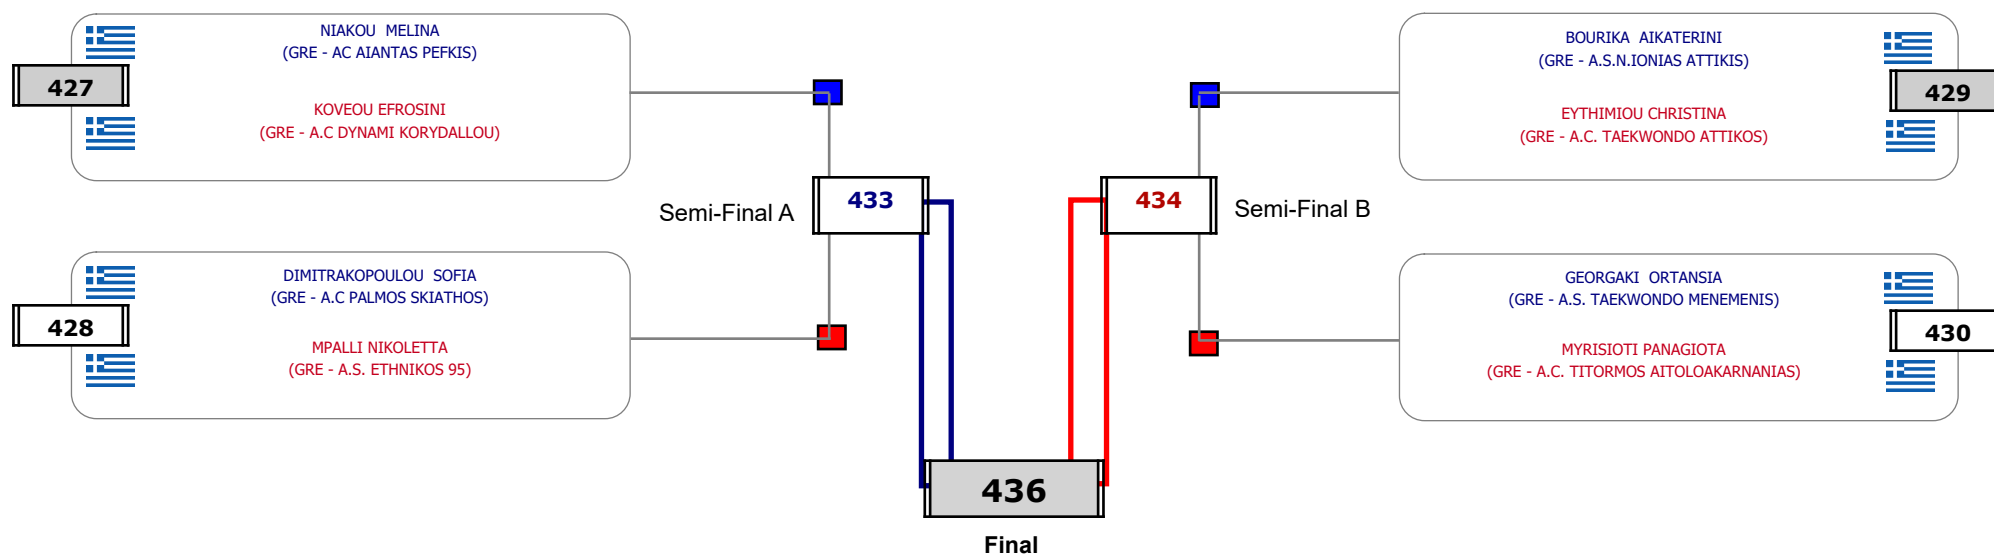 427
NIAKOU MELINA
(GRE - AC AIANTAS PEFKIS)
KOVEOU EFROSINI
(GRE - A.C DYNAMI KORYDALLOU)
BOURIKA AIKATERINI
(GRE - A.S.N.IONIAS ATTIKIS)
EYTHIMIOU CHRISTINA
(GRE - A.C. TAEKWONDO ATTIKOS)
429
Semi-Final A
433
434
Semi-Final B
428
DIMITRAKOPOULOU SOFIA
(GRE - A.C PALMOS SKIATHOS)
MPALLI NIKOLETTA
(GRE - A.S. ETHNIKOS 95)
GEORGAKI ORTANSIA
(GRE - A.S. TAEKWONDO MENEMENIS)
MYRISIOTI PANAGIOTA
(GRE - A.C. TITORMOS AITOLOAKARNANIAS)
430
436
Final